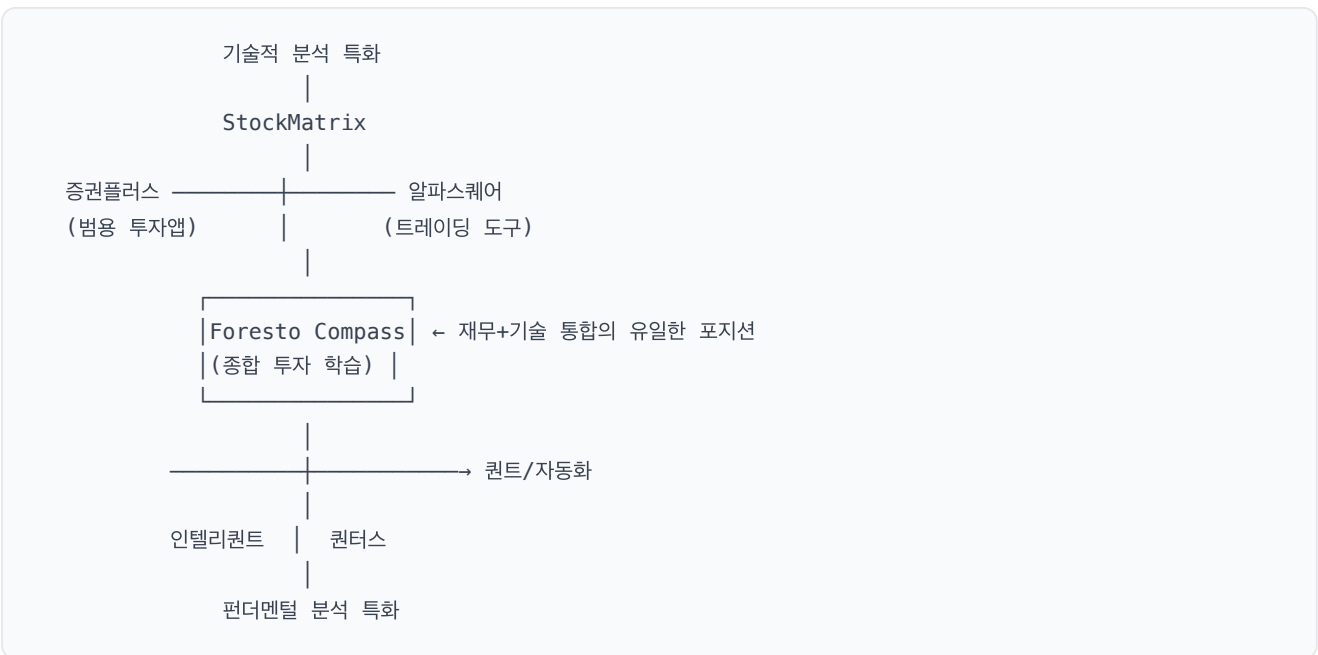 기술적 분석 특화
StockMatrix
증권플러스 알파스퀘어
(범용 투자앱) (트레이딩 도구)
Foresto Compass ← 재무+기술 통합의 유일한 포지션
(종합 투자 학습)
→ 퀀트/자동화
인텔리퀀트 퀀터스
펀더멘털 분석 특화